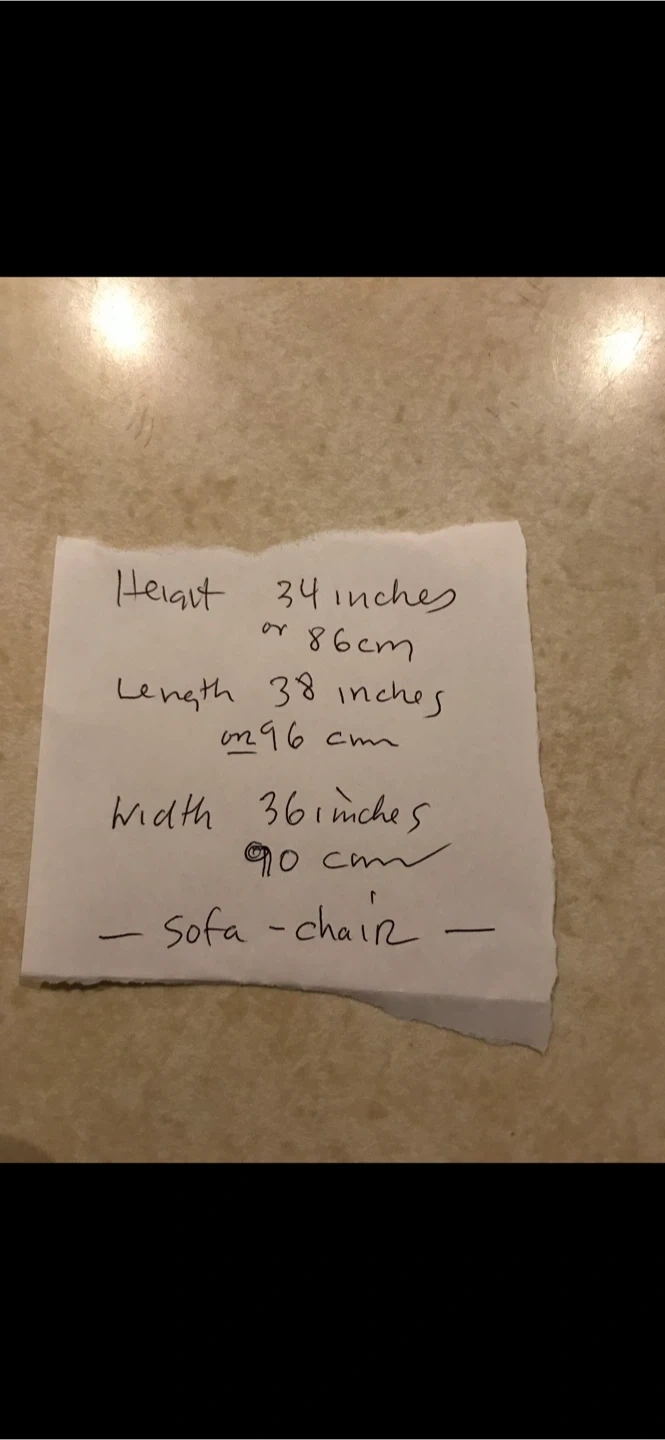 Height 34 inches
or 86cm
Length 38 inches
or 96 cm
Width 36 inches
90 cm
— Sofa - chair —